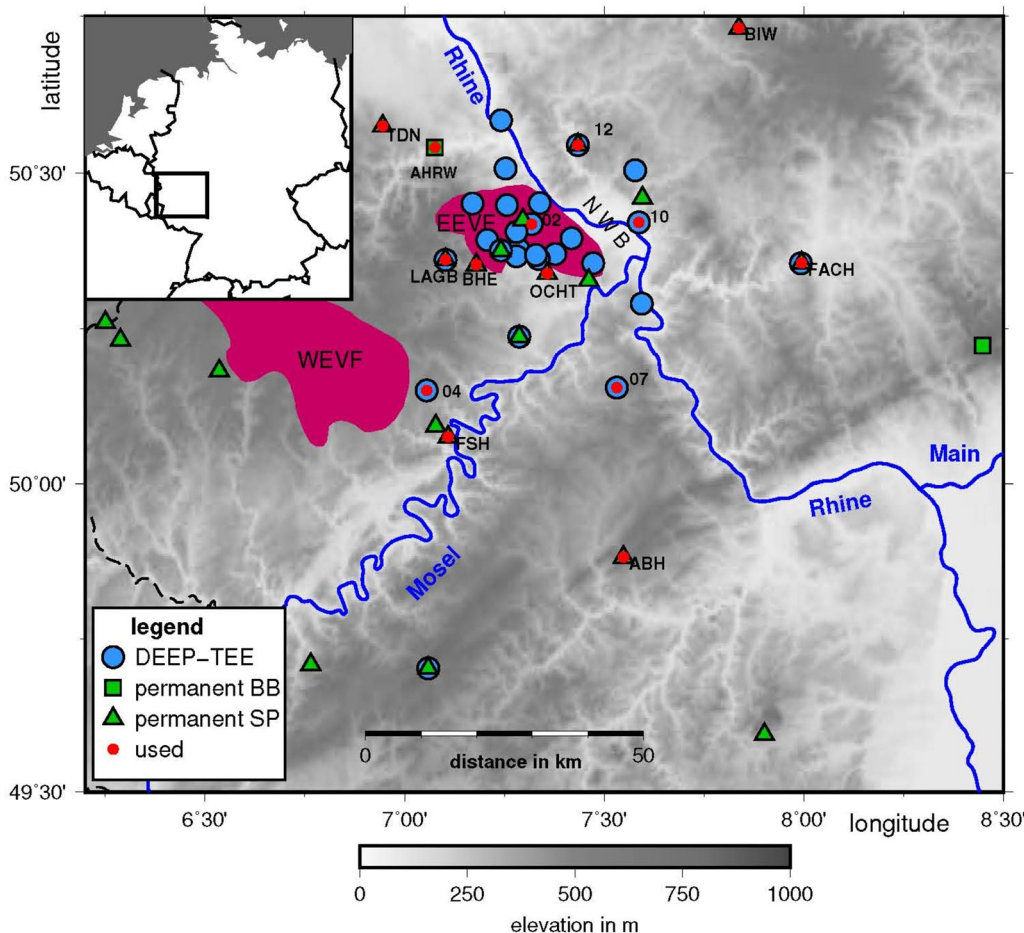 latitude
50°30'
50°00'
49°30'
Rhine
BIW
TDN
AHRW
12
EEVF
02
NWB
10
LAGB
BHE
OCHT
FACH
WEVF
04
07
FSH
Main
Rhine
Mosel
ABH
legend
DEEP−TEE
permanent BB
permanent SP
used
0
50
distance in km
6°30'
7°00'
7°30'
8°00'
8°30'
longitude
0
250
500
750
1000
elevation in m